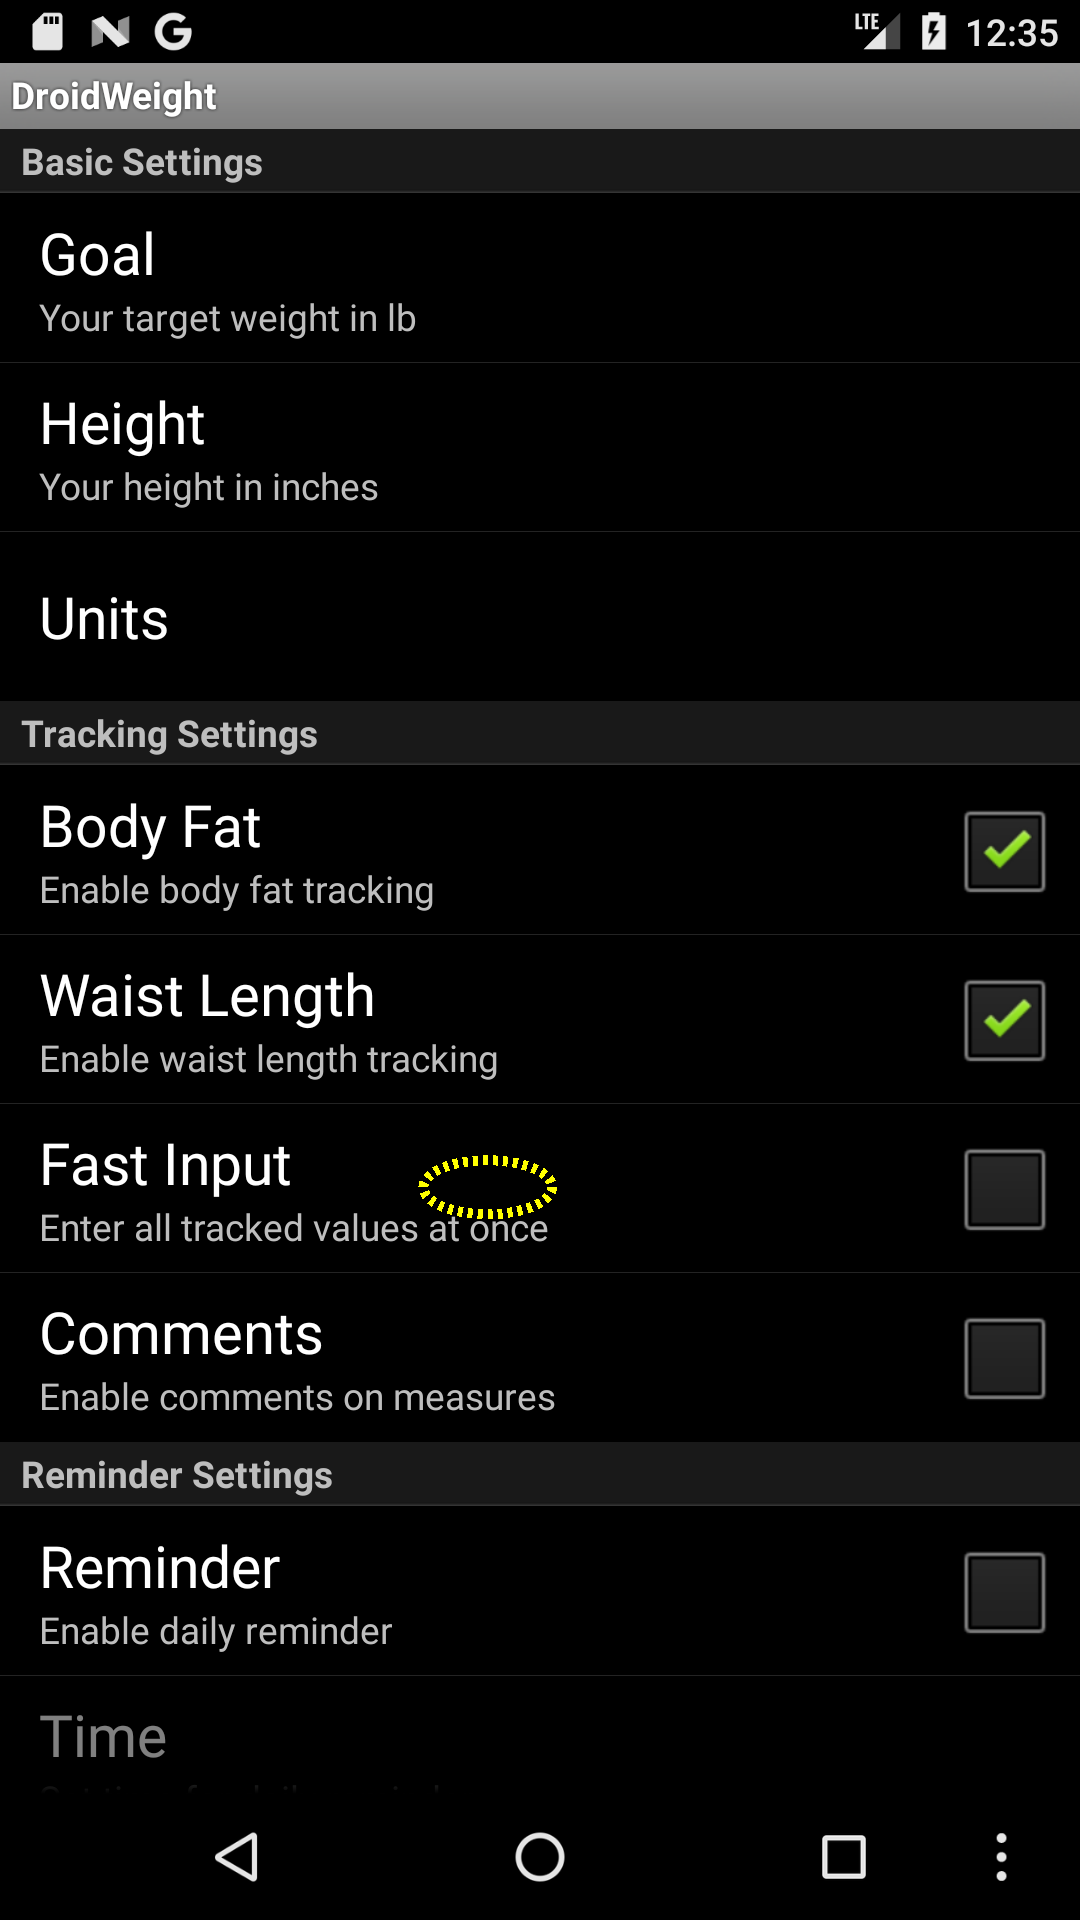 LTE 12:35
DroidWeight
Basic Settings
Goal
Your target weight in lb
Height
Your height in inches
Units
Tracking Settings
Body Fat
Enable body fat tracking
Waist Length
Enable waist length tracking
Fast Input
Enter all tracked values at once
Comments
Enable comments on measures
Reminder Settings
Reminder
Enable daily reminder
Time